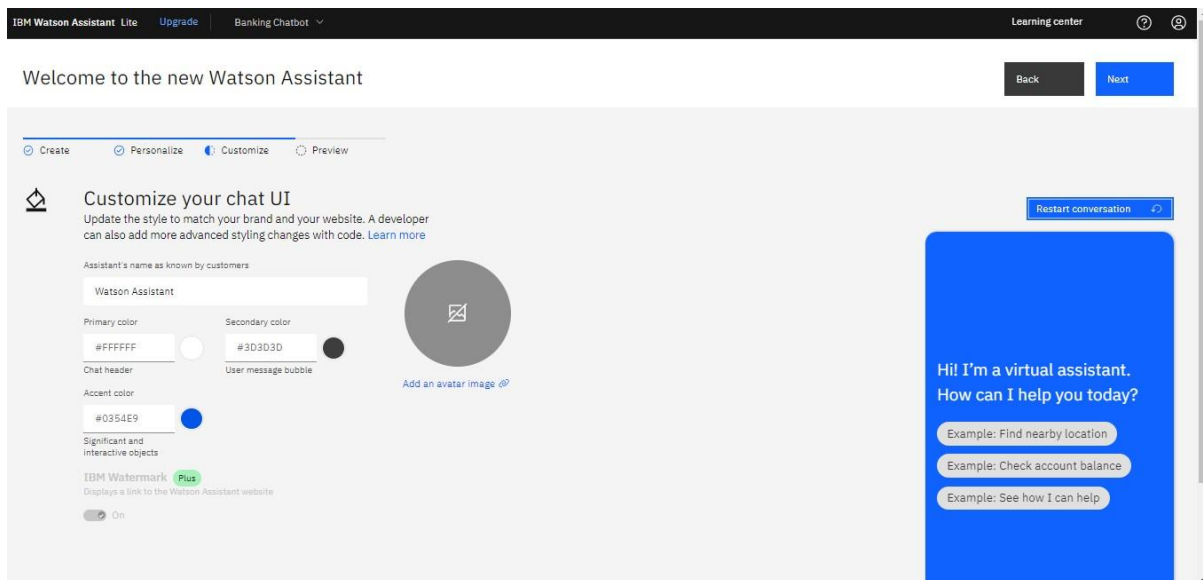 IBM Watson Assistant Lite Upgrade Banking Chatbot Learning center
Welcome to the new Watson Assistant
Back Next
Create Personalize Customize Preview
Customize your chat UI
Update the style to match your brand and your website. A developer
can also add more advanced styling changes with code. Learn more
Assistant's name as known by customers
Watson Assistant
Primary color Secondary color
#FFFFFF #3D3D3D
Chat header User message bubble
Add an avatar image
Accent color
#0354E9
Significant and
interactive objects
IBM Watermark Plus
Displays a link to the Watson Assistant website
On
Restart conversation
Hi! I'm a virtual assistant.
How can I help you today?
Example: Find nearby location
Example: Check account balance
Example: See how I can help